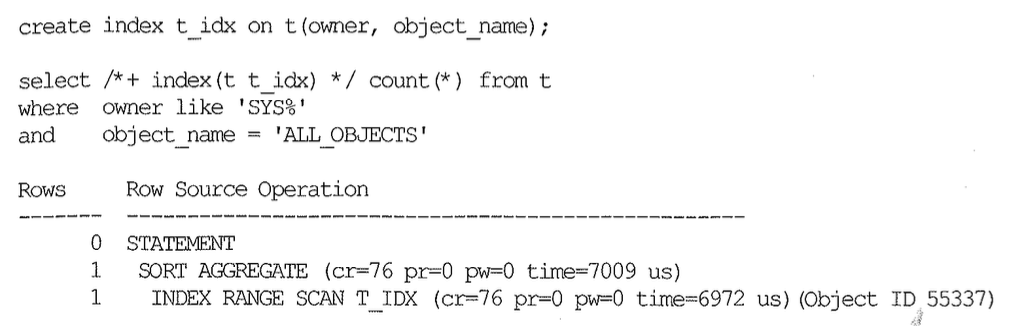 create index t_idx on t(owner, object_name);
select /*+ index(t t_idx) */ count(*) from t
where owner like 'SYS%'
and object_name = 'ALL_OBJECTS'
Rows Row Source Operation
------- ---------------------------------------------------
0 STATEMENT
1 SORT AGGREGATE (cr=76 pr=0 pw=0 time=7009 us)
1 INDEX RANGE SCAN T_IDX (cr=76 pr=0 pw=0 time=6972 us)(Object ID 55337)